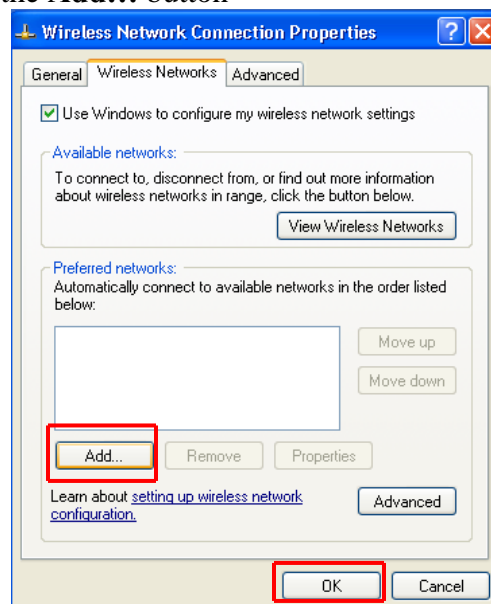 the Add... button
Wireless Network Connection Properties
General Wireless Networks Advanced
Use Windows to configure my wireless network settings
Available networks:
To connect to, disconnect from, or find out more information
about wireless networks in range, click the button below.
View Wireless Networks
Preferred networks:
Automatically connect to available networks in the order listed
below:
Move up
Move down
Add... Remove Properties
Learn about setting up wireless network
configuration.
Advanced
OK Cancel